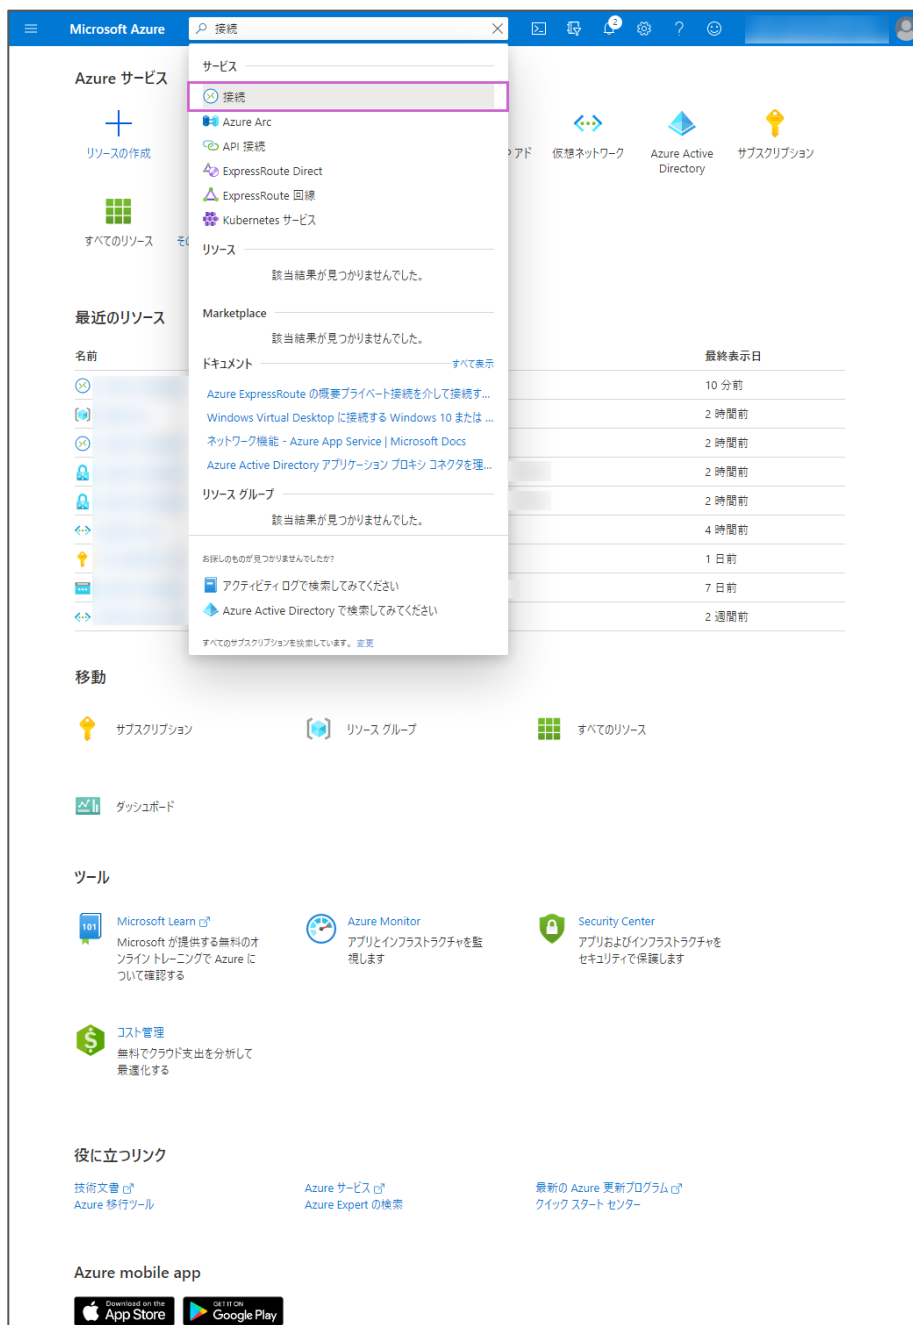 Microsoft Azure
接続
2
Azure サービス
リソースの作成
アド
仮想ネットワーク
Azure Active
Directory
サブスクリプション
すべてのリソース
サービス
接続
Azure Arc
API 接続
ExpressRoute Direct
ExpressRoute 回線
Kubernetes サービス
リソース
該当結果が見つかりませんでした。
Marketplace
該当結果が見つかりませんでした。
ドキュメント
すべて表示
Azure ExpressRoute の概要プライベート接続を介して接続す...
Windows Virtual Desktop に接続する Windows 10 または ...
ネットワーク機能 - Azure App Service | Microsoft Docs
Azure Active Directory アプリケーション プロキシ コネクタを理...
リソース グループ
該当結果が見つかりませんでした。
お探しのものが見つかりませんでしたか?
アクティビティ ログで検索してみてください
Azure Active Directory で検索してみてください
すべてのサブスクリプションを検索しています。 変更
最近のリソース
名前
最終表示日
10 分前
2 時間前
2 時間前
2 時間前
2 時間前
4 時間前
1 日前
7 日前
2 週間前
移動
サブスクリプション
リソース グループ
すべてのリソース
ダッシュボード
ツール
101
Microsoft Learn
Microsoft が提供する無料のオ
ンライン トレーニングで Azure に
ついて確認する
Azure Monitor
アプリとインフラストラクチャを監
視します
Security Center
アプリおよびインフラストラクチャを
セキュリティで保護します
コスト管理
無料でクラウド支出を分析して
最適化する
役に立つリンク
技術文書
Azure サービス
最新の Azure 更新プログラム
Azure 移行ツール
Azure Expert の検索
クイック スタート センター
Azure mobile app
Download on the
App Store
GET IT ON
Google Play